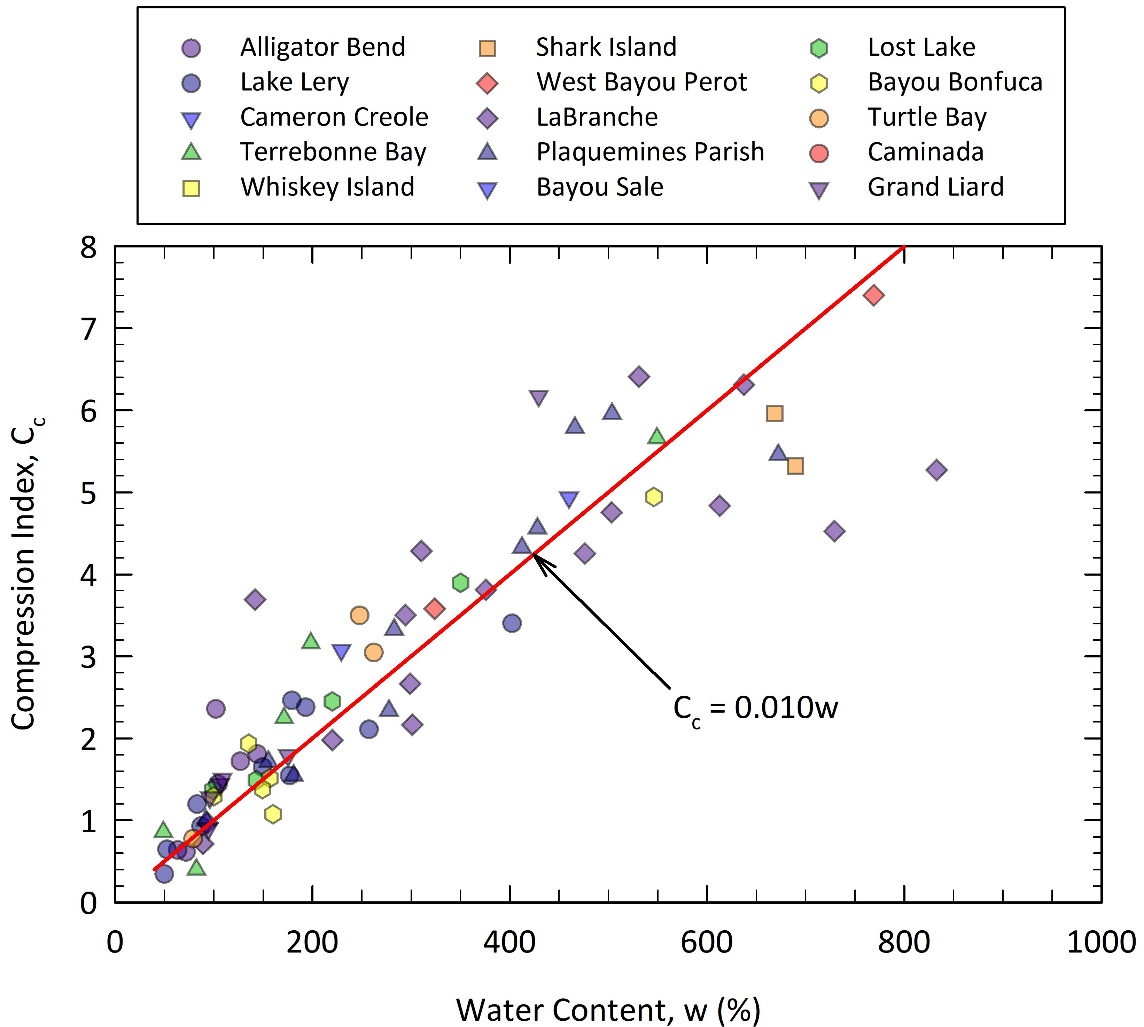 Alligator Bend Shark Island Lost Lake
Lake Lery West Bayou Perot Bayou Bonfuca
Cameron Creole LaBranche Turtle Bay
Terrebonne Bay Plaquemines Parish Caminada
Whiskey Island Bayou Sale Grand Liard
8
7
6
5
4
3
2
1
0
Compression Index, Cc
Cc = 0.010w
0 200 400 600 800 1000
Water Content, w (%)